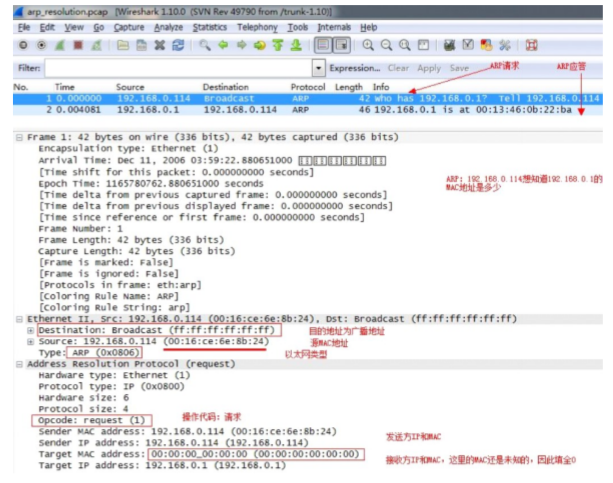 arp_resolution.pcap [Wireshark 1.10.0 (SVN Rev 49790 from /trunk-1.10)]
File Edit View Go Capture Analyze Statistics Telephony Tools Internals Help
Filter: Expression... Clear Apply Save ARP请求 ARP应答
No. Time Source Destination Protocol Length Info
1 0.000000 192.168.0.114 Broadcast ARP 42 who has 192.168.0.1? Tell 192.168.0.114
2 0.004081 192.168.0.1 192.168.0.114 ARP 46 192.168.0.1 is at 00:13:46:0b:22:ba
Frame 1: 42 bytes on wire (336 bits), 42 bytes captured (336 bits)
Encapsulation type: Ethernet (1)
Arrival Time: Dec 11, 2006 03:59:22.880651000
[Time shift for this packet: 0.000000000 seconds]
Epoch Time: 1165780762.880651000 seconds
[Time delta from previous captured frame: 0.000000000 seconds]
[Time delta from previous displayed frame: 0.000000000 seconds]
[Time since reference or first frame: 0.000000000 seconds]
ARP: 192.168.0.114想知道192.168.0.1的
MAC地址是多少
Frame Number: 1
Frame Length: 42 bytes (336 bits)
Capture Length: 42 bytes (336 bits)
[Frame is marked: False]
[Frame is ignored: False]
[Protocols in frame: eth:arp]
[Coloring Rule Name: ARP]
[Coloring Rule String: arp]
Ethernet II, Src: 192.168.0.114 (00:16:ce:6e:8b:24), Dst: Broadcast (ff:ff:ff:ff:ff:ff)
Destination: Broadcast (ff:ff:ff:ff:ff:ff) 目的地址为广播地址
Source: 192.168.0.114 (00:16:ce:6e:8b:24) 源MAC地址
Type: ARP (0x0806) 以太网类型
Address Resolution Protocol (request)
Hardware type: Ethernet (1)
Protocol type: IP (0x0800)
Hardware size: 6
Protocol size: 4
Opcode: request (1) 操作代码：请求
Sender MAC address: 192.168.0.114 (00:16:ce:6e:8b:24)
Sender IP address: 192.168.0.114 (192.168.0.114) 发送方IP和MAC
Target MAC address: 00:00:00_00:00:00 (00:00:00:00:00:00)
Target IP address: 192.168.0.1 (192.168.0.1) 接收方IP和MAC，这里的MAC还是未知的，因此填全0